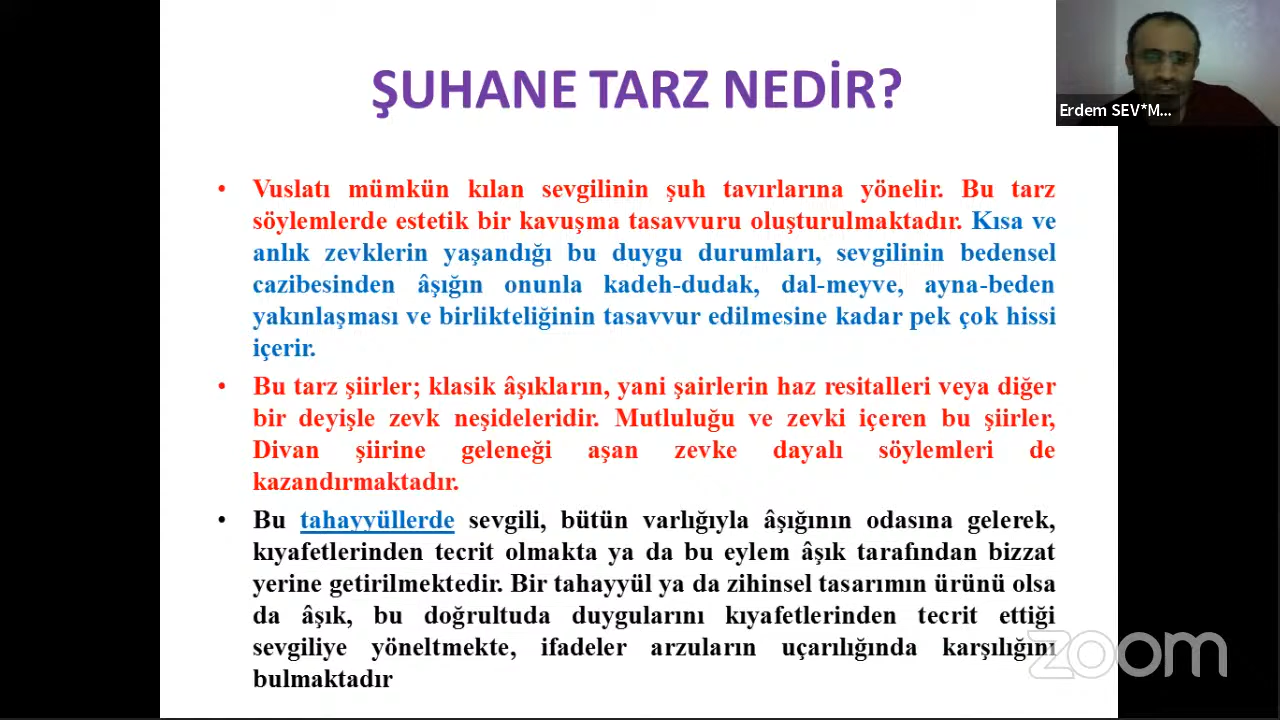 ŞUHANE TARZ NEDİR?
Erdem SEV*M...
• Vuslatı mümkün kılan sevgilinin şuh tavırlarına yönelir. Bu tarz
söylemlerde estetik bir kavuşma tasavvuru oluşturulmaktadır. Kısa ve
anlık zevklerin yaşandığı bu duygu durumları, sevgilinin bedensel
cazibesinden âşığın onunla kadeh-dudak, dal-meyve, ayna-beden
yakınlaşması ve birlikteliğinin tasavvur edilmesine kadar pek çok hissi
içerir.
• Bu tarz şiirler; klasik âşıkların, yani şairlerin haz resitalleri veya diğer
bir deyişle zevk neşideleridir. Mutluluğu ve zevki içeren bu şiirler,
Divan şiirine geleneği aşan zevke dayalı söylemleri de
kazandırmaktadır.
• Bu tahayyüllerde sevgili, bütün varlığıyla âşığının odasına gelerek,
kıyafetlerinden tecrit olmakta ya da bu eylem âşık tarafından bizzat
yerine getirilmektedir. Bir tahayyül ya da zihinsel tasarımın ürünü olsa
da âşık, bu doğrultuda duygularını kıyafetlerinden tecrit ettiği
sevgiliye yöneltmekte, ifadeler arzuların uçarılığında karşılığını
bulmaktadır
zoom